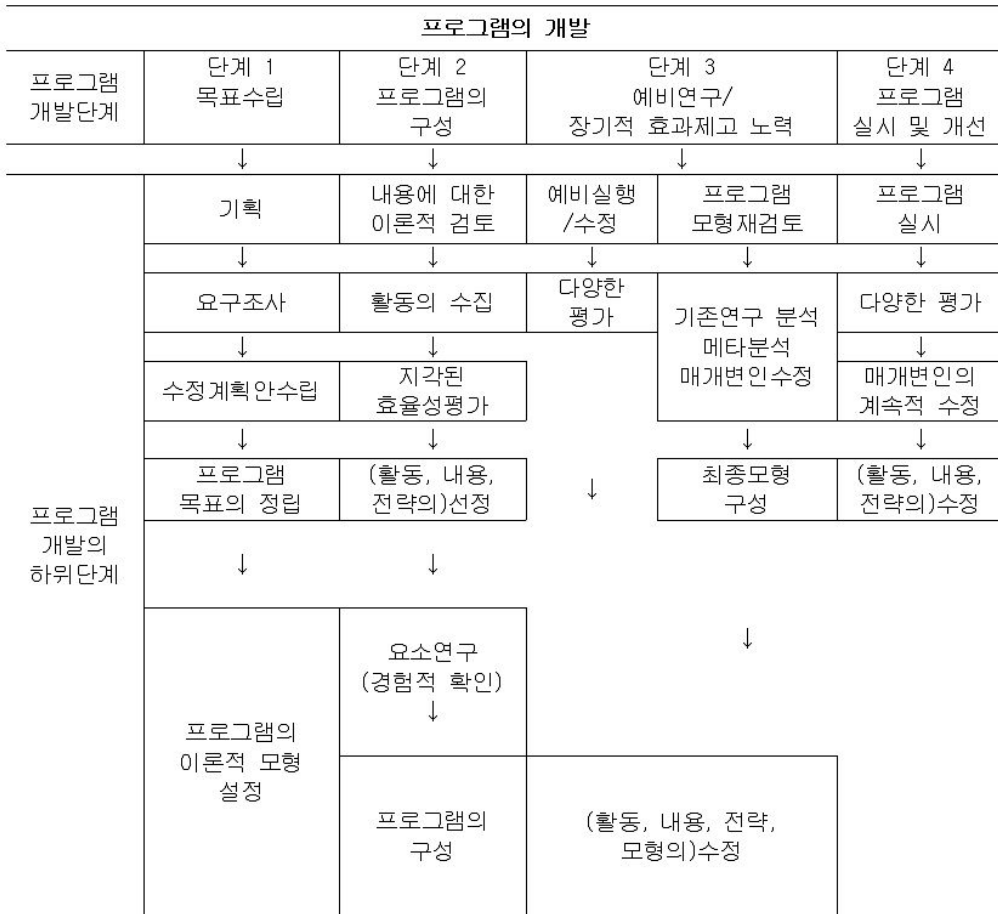 프로그램의 개발
프로그램
개발단계
단계 1
목표수립
단계 2
프로그램의
구성
단계 3
예비연구/
장기적 효과제고 노력
단계 4
프로그램
실시 및 개선
↓ ↓ ↓ ↓
프로그램
개발의
하위단계
기획
내용에 대한
이론적 검토
예비실행
/수정
프로그램
모형재검토
프로그램
실시
↓ ↓ ↓ ↓ ↓
요구조사
활동의 수집
다양한
평가
기존연구 분석
메타분석
매개변인수정
다양한 평가
↓ ↓ ↓
수정계획안수립
지각된
효율성평가
매개변인의
계속적 수정
↓ ↓ ↓ ↓
프로그램
목표의 정립
(활동, 내용,
전략의)선정
↓
최종모형
구성
(활동, 내용,
전략의)수정
↓ ↓
프로그램의
이론적 모형
설정
요소연구
(경험적 확인)
↓
↓
프로그램의
구성
(활동, 내용, 전략,
모형의)수정